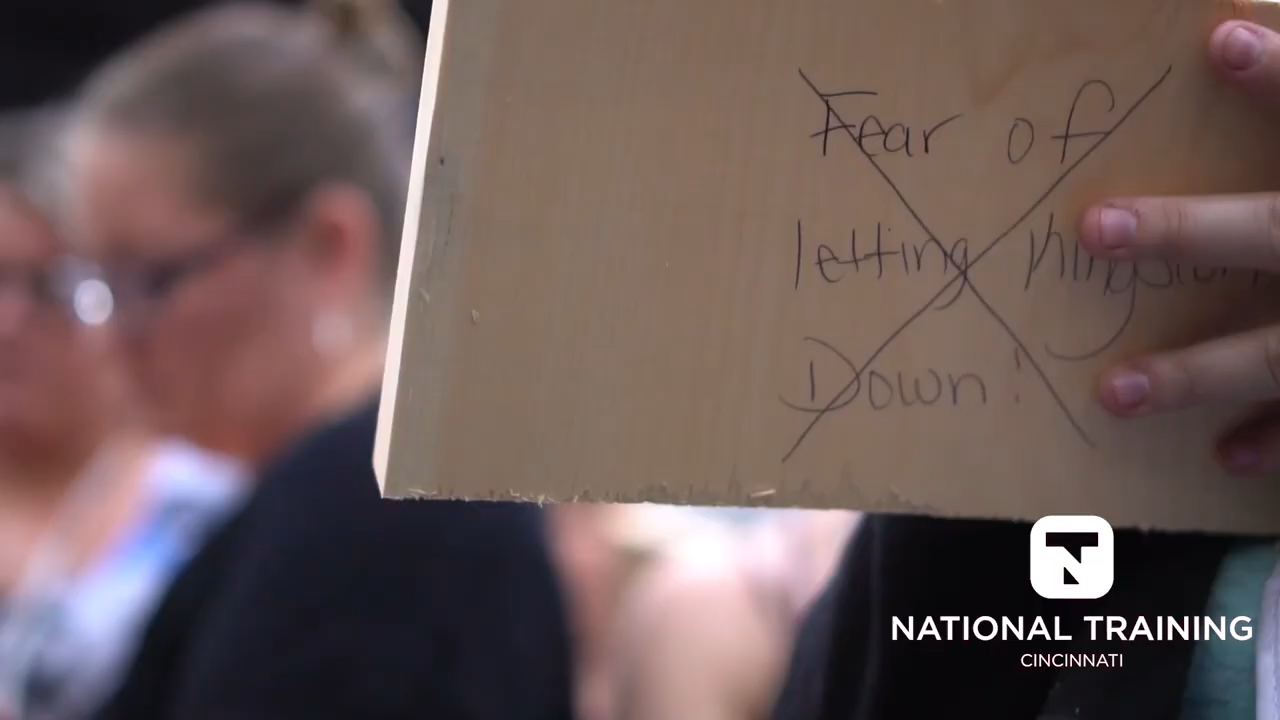 Fear of
letting
Down!
NATIONAL TRAINING
CINCINNATI